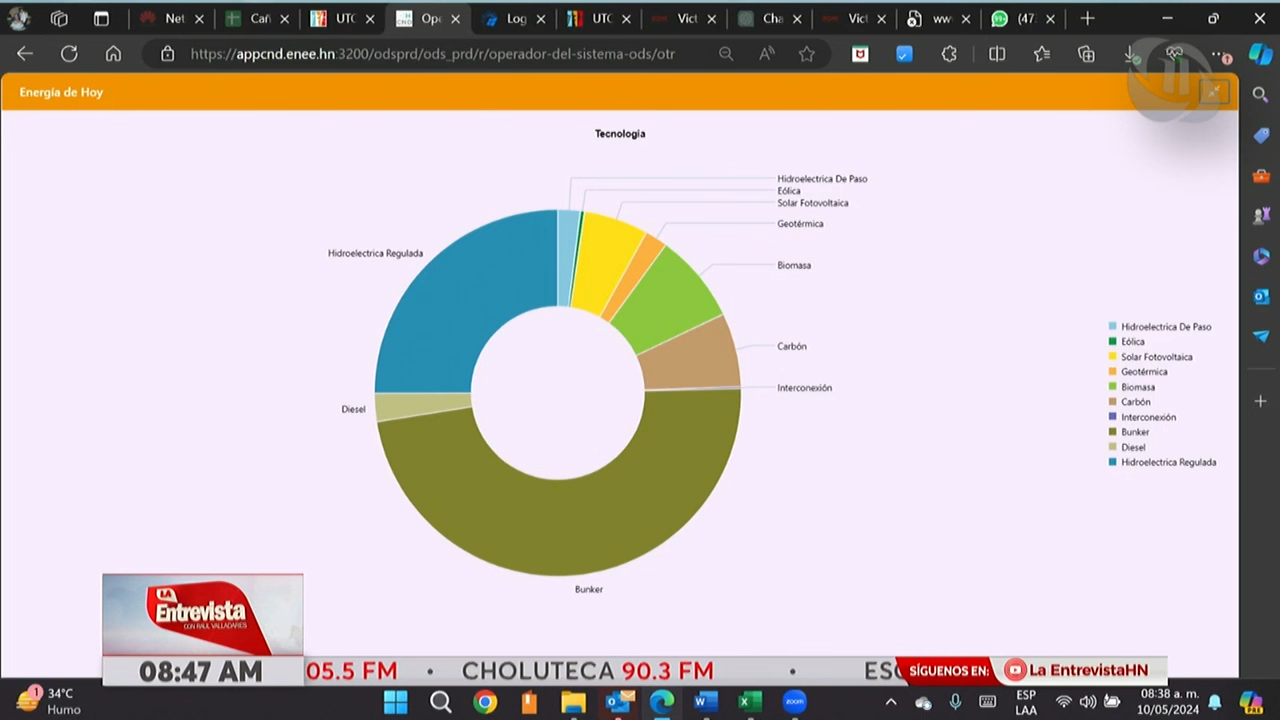 Net
Cañ
UTC
Ope
Log
UTC
Vict
Cha
Vict
ww
(47
https://appcnd.enee.hn:3200/odsprd/ods_prd/r/operador-del-sistema-ods/otr
Energía de Hoy
Tecnologia
Hidroelectrica De Paso
Eólica
Solar Fotovoltaica
Geotérmica
Hidroelectrica Regulada
Biomasa
Carbón
Interconexión
Diesel
Bunker
Hidroelectrica De Paso
Eólica
Solar Fotovoltaica
Geotérmica
Biomasa
Carbón
Interconexión
Bunker
Diesel
Hidroelectrica Regulada
LA
Entrevista
CON RAUL VALLADARES
08:47 AM
05.5 FM • CHOLUTECA 90.3 FM • ESC
SÍGUENOS EN: La EntrevistaHN
1
34°C
Humo
zoom
ESP
LAA
08:38 a. m.
10/05/2024
PRE